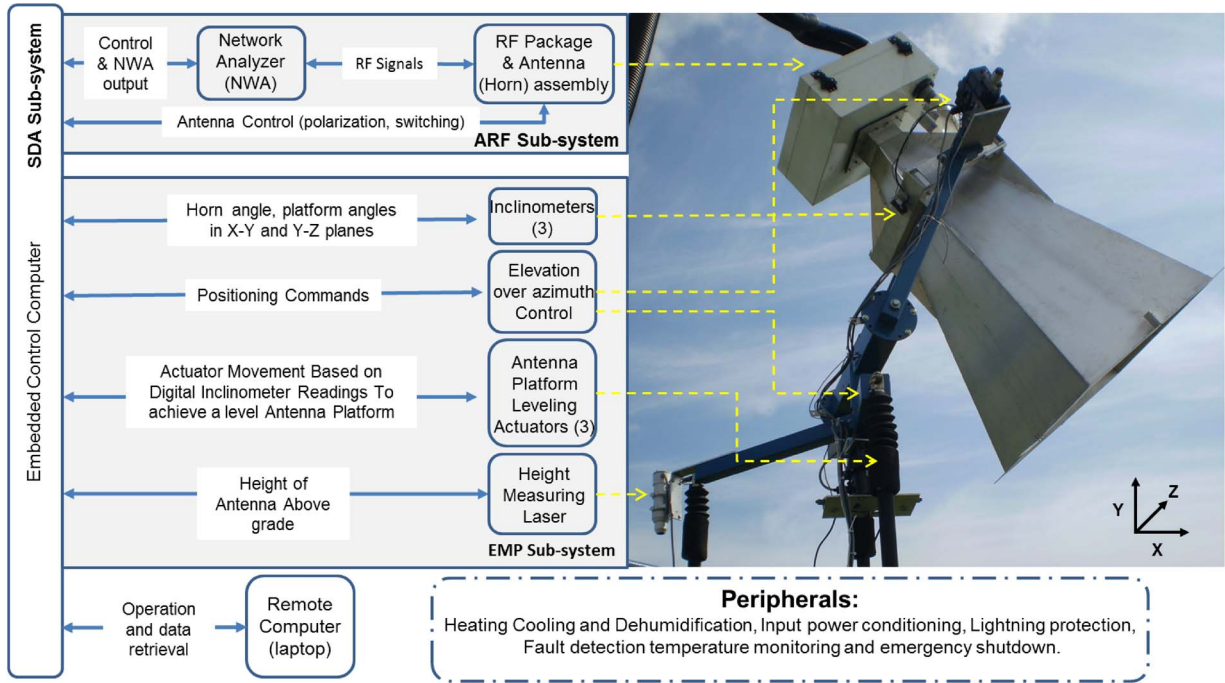 SDA Sub-system
Embedded Control Computer
Control
& NWA
output
Network
Analyzer
(NWA)
RF Signals
RF Package
& Antenna
(Horn) assembly
Antenna Control (polarization, switching)
ARF Sub-system
Horn angle, platform angles
in X-Y and Y-Z planes
Inclinometers
(3)
Positioning Commands
Elevation
over azimuth
Control
Actuator Movement Based on
Digital Inclinometer Readings To
achieve a level Antenna Platform
Antenna
Platform
Leveling
Actuators (3)
Height of
Antenna Above
grade
Height
Measuring
Laser
EMP Sub-system
Y
Z
X
Operation
and data
retrieval
Remote
Computer
(laptop)
Peripherals:
Heating Cooling and Dehumidification, Input power conditioning, Lightning protection,
Fault detection temperature monitoring and emergency shutdown.